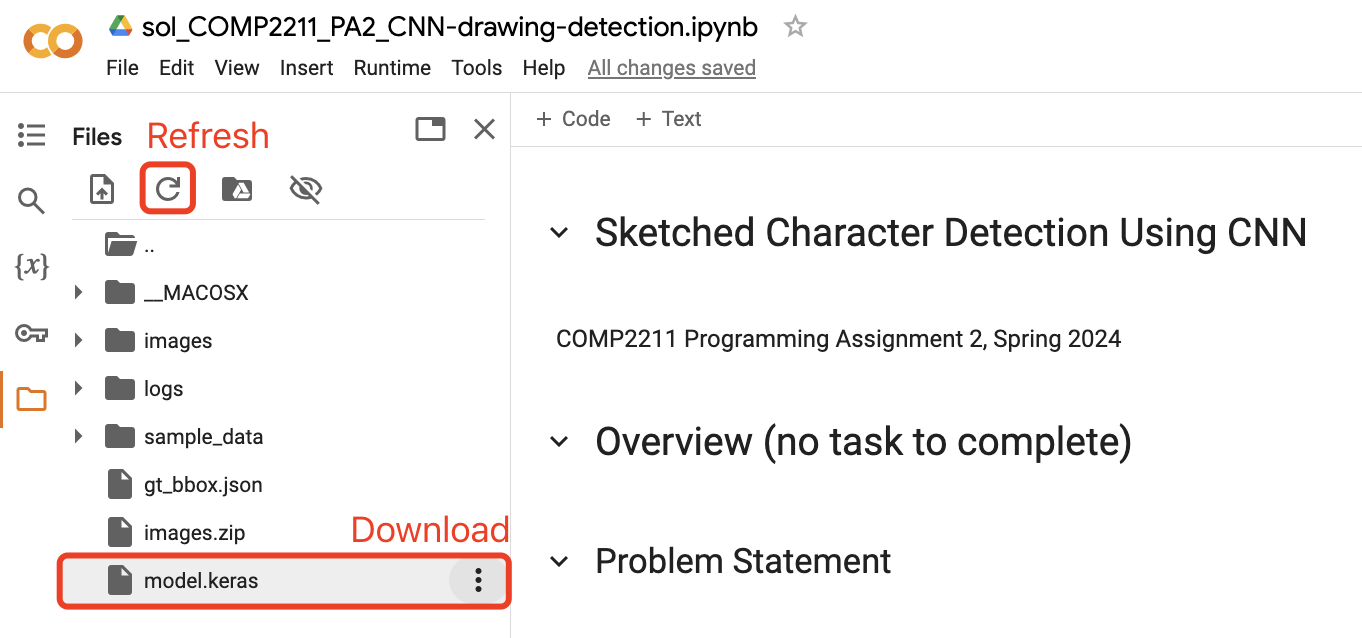 sol_COMP2211_PA2_CNN-drawing-detection.ipynb
File Edit View Insert Runtime Tools Help All changes saved
Files Refresh
+ Code + Text
{x}
..
__MACOSX
images
logs
sample_data
gt_bbox.json
images.zip
Download
model.keras
Sketched Character Detection Using CNN
COMP2211 Programming Assignment 2, Spring 2024
Overview (no task to complete)
Problem Statement